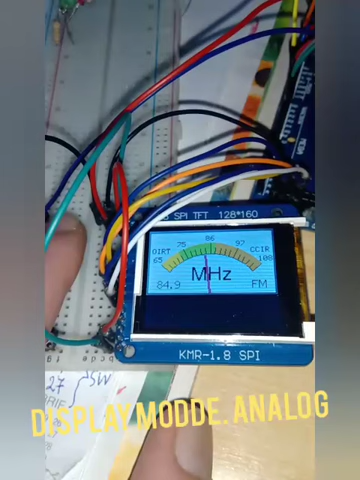 SPI TFT 128*160
86
75 97
OIRT CCIR
65 108
MHz
84.9 FM
KMR-1.8 SPI
27 SW
DISPLAY MODDE. ANALOG